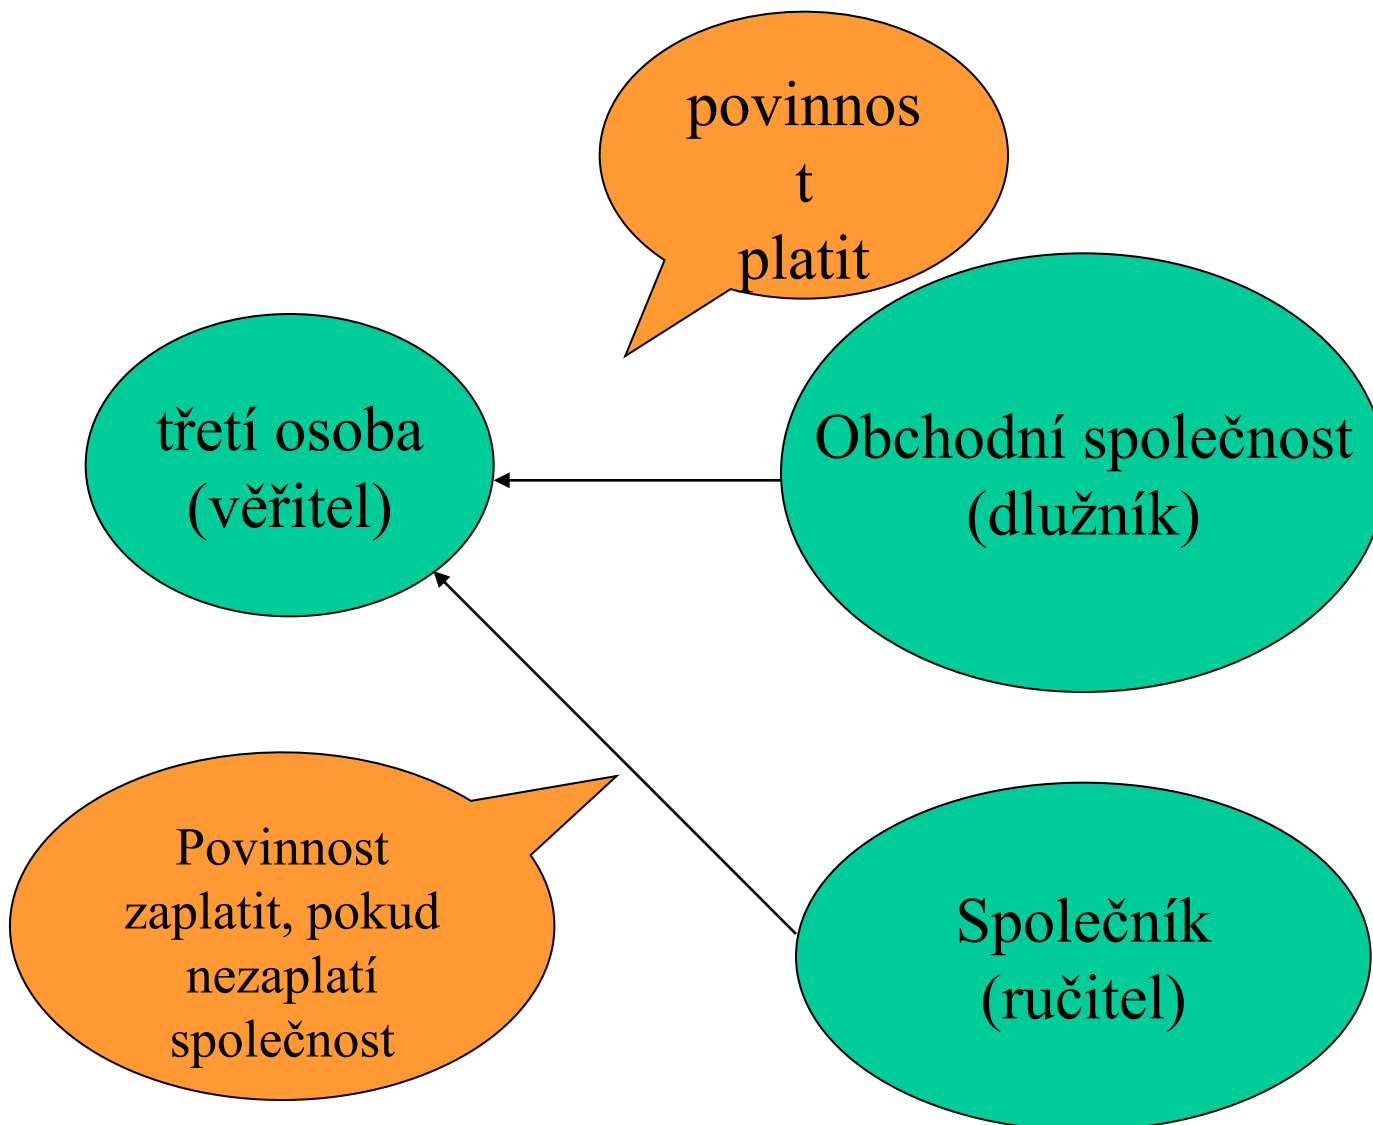 povinnos
t
platit
třetí osoba
(věřitel)
Obchodní společnost
(dlužník)
Povinnost
zaplatit, pokud
nezaplatí
společnost
Společník
(ručitel)